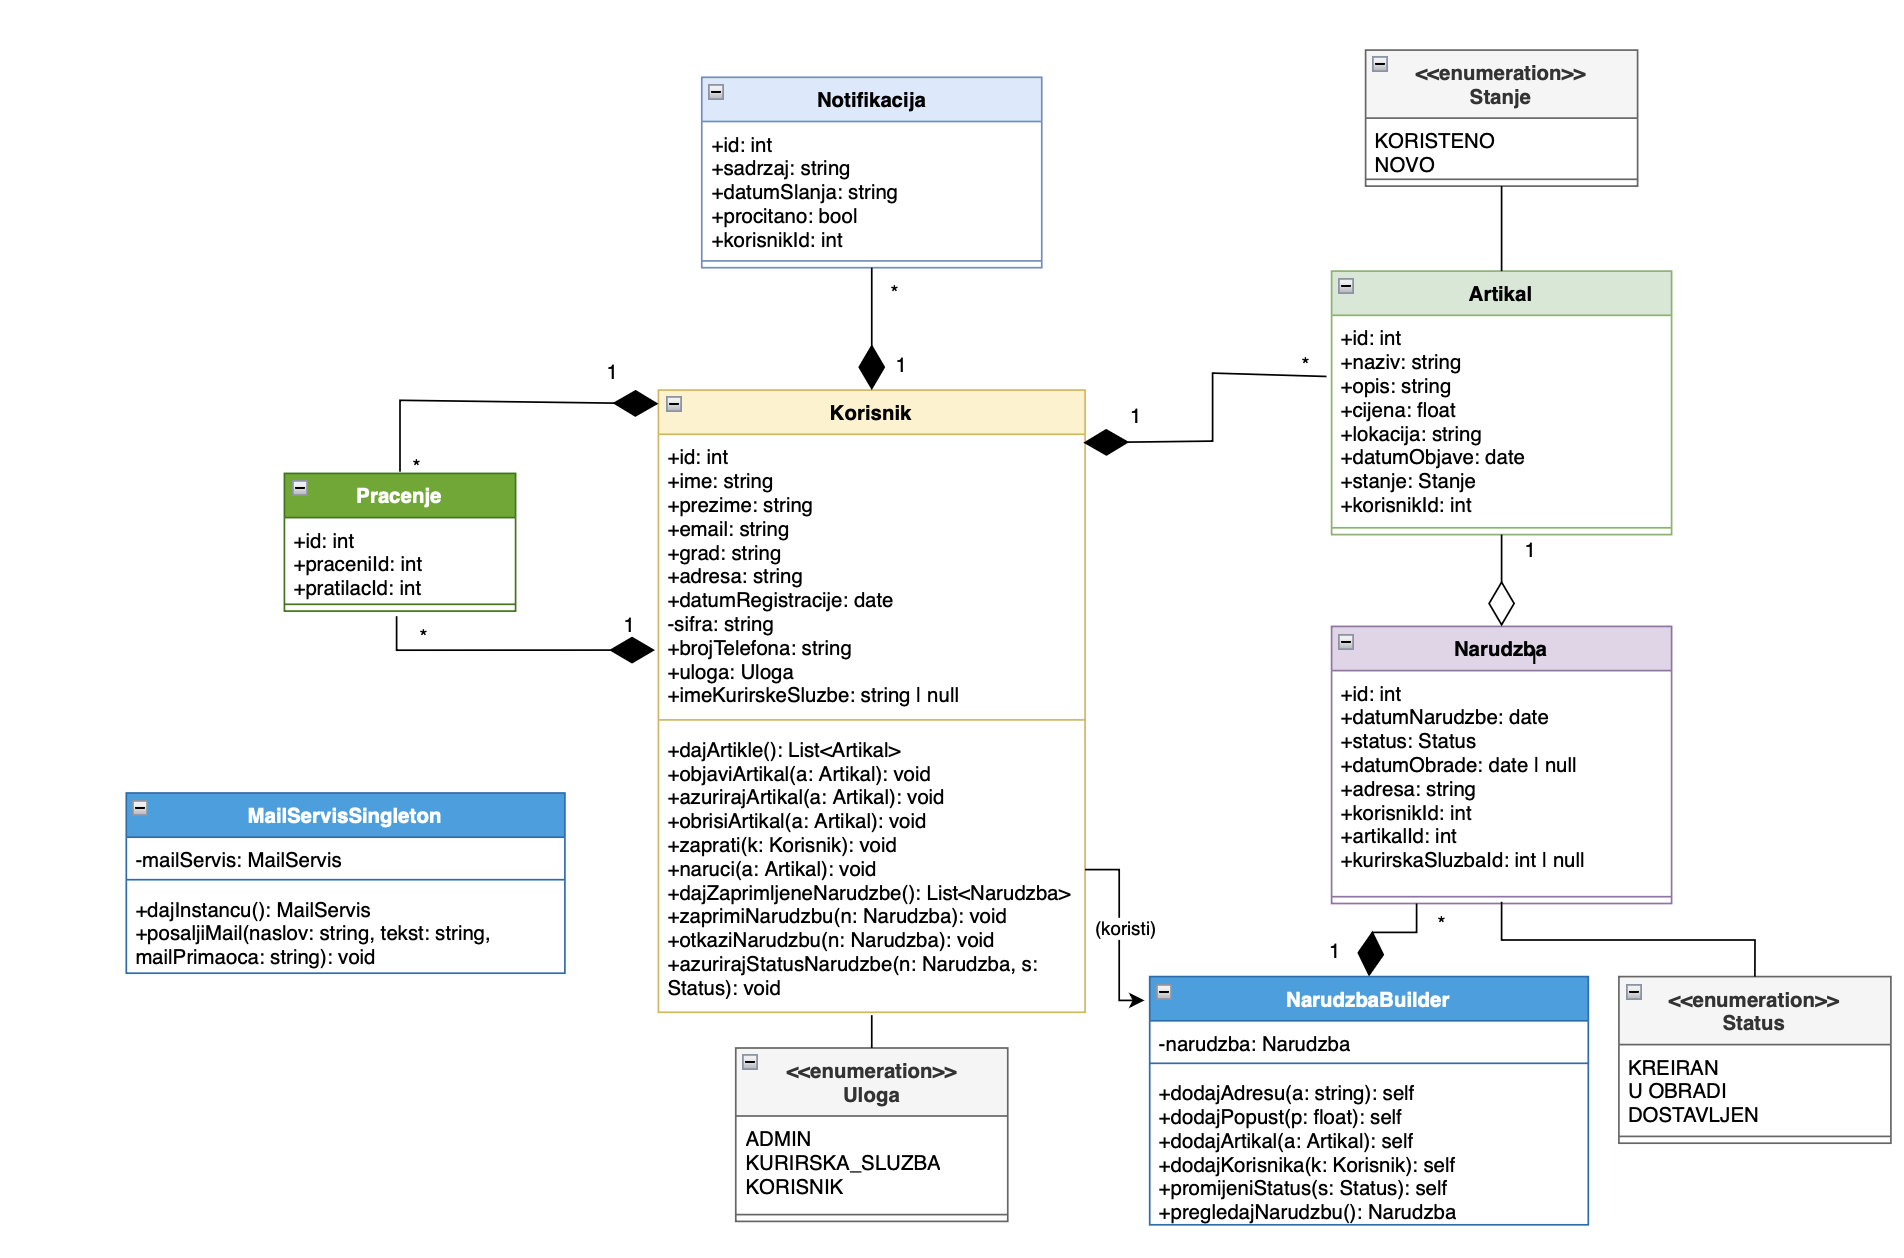 Notifikacija
+id: int
+sadrzaj: string
+datumSlanja: string
+procitano: bool
+korisnikId: int
*
1
<<enumeration>>
Stanje
KORISTENO
NOVO
Artikal
+id: int
+naziv: string
+opis: string
+cijena: float
+lokacija: string
+datumObjave: date
+stanje: Stanje
+korisnikId: int
*
1
1
1
*
Pracenje
+id: int
+praceniId: int
+pratilacId: int
*
1
Korisnik
+id: int
+ime: string
+prezime: string
+email: string
+grad: string
+adresa: string
+datumRegistracije: date
-sifra: string
+brojTelefona: string
+uloga: Uloga
+imeKurirskeSluzbe: string | null
+dajArtikle(): List<Artikal>
+objaviArtikal(a: Artikal): void
+azurirajArtikal(a: Artikal): void
+obrisiArtikal(a: Artikal): void
+zaprati(k: Korisnik): void
+naruci(a: Artikal): void
+dajZaprimljeneNarudzbe(): List<Narudzba>
+zaprimiNarudzbu(n: Narudzba): void
+otkaziNarudzbu(n: Narudzba): void
+azurirajStatusNarudzbe(n: Narudzba, s:
Status): void
Narudzba
1
+id: int
+datumNarudzbe: date
+status: Status
+datumObrade: date | null
+adresa: string
+korisnikId: int
+artikalId: int
+kurirskaSluzbaId: int | null
MailServisSingleton
-mailServis: MailServis
+dajInstancu(): MailServis
+posaljiMail(naslov: string, tekst: string,
mailPrimaoca: string): void
(koristi)
*
1
NarudzbaBuilder
-narudzba: Narudzba
+dodajAdresu(a: string): self
+dodajPopust(p: float): self
+dodajArtikal(a: Artikal): self
+dodajKorisnika(k: Korisnik): self
+promijeniStatus(s: Status): self
+pregledajNarudzbu(): Narudzba
<<enumeration>>
Status
KREIRAN
U OBRADI
DOSTAVLJEN
<<enumeration>>
Uloga
ADMIN
KURIRSKA_SLUZBA
KORISNIK